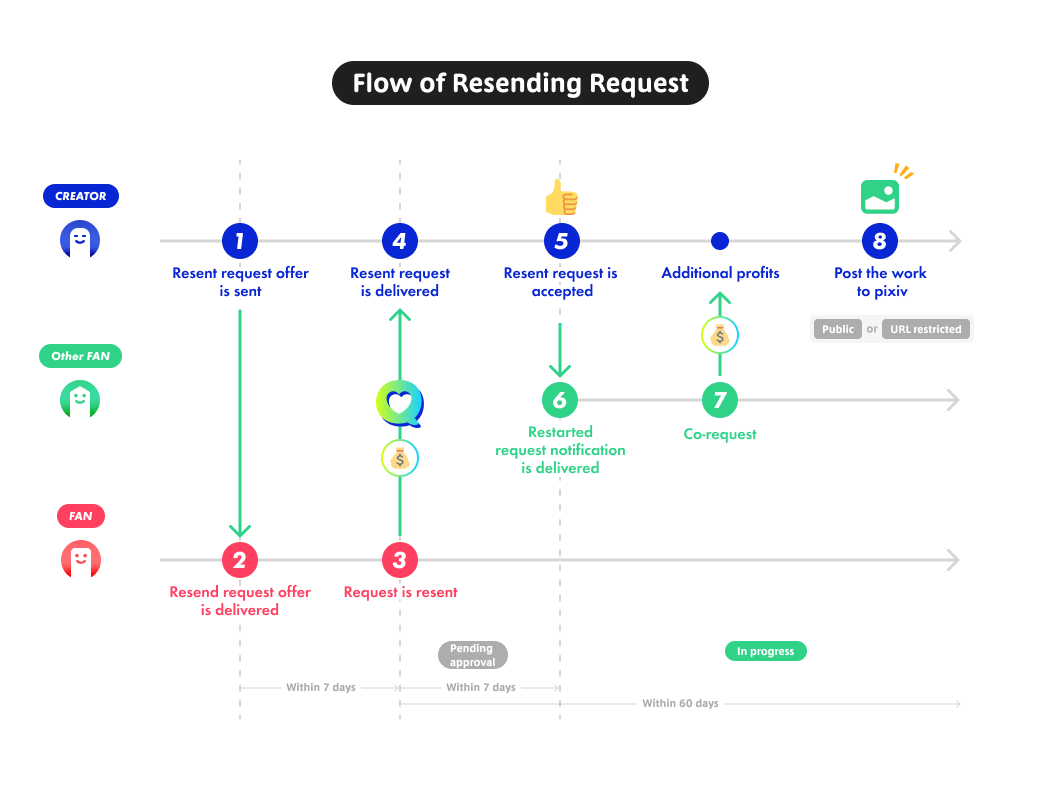 Flow of Resending Request
CREATOR
1
4
5
8
Resent request offer
is sent
Resent request
is delivered
Resent request is
accepted
Additional profits
Post the work
to pixiv
$
Public or URL restricted
Other FAN
6
7
Restarted
request notification
is delivered
Co-request
$
FAN
2
3
Resend request offer
is delivered
Request is resent
Pending
approval
In progress
Within 7 days
Within 7 days
Within 60 days